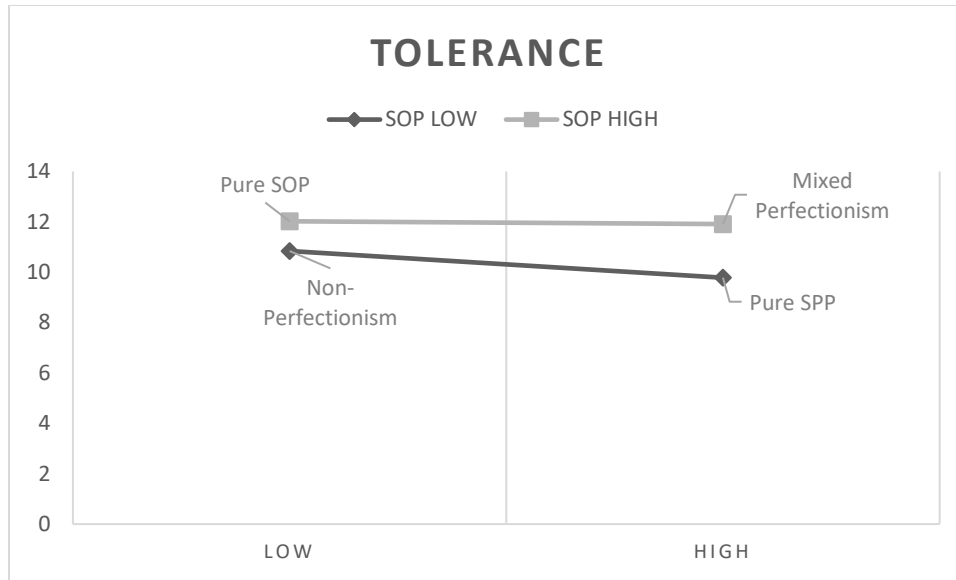 TOLERANCE
SOP LOW SOP HIGH
14
12
10
8
6
4
2
0
Pure SOP
Mixed
Perfectionism
Non-
Perfectionism
Pure SPP
LOW HIGH